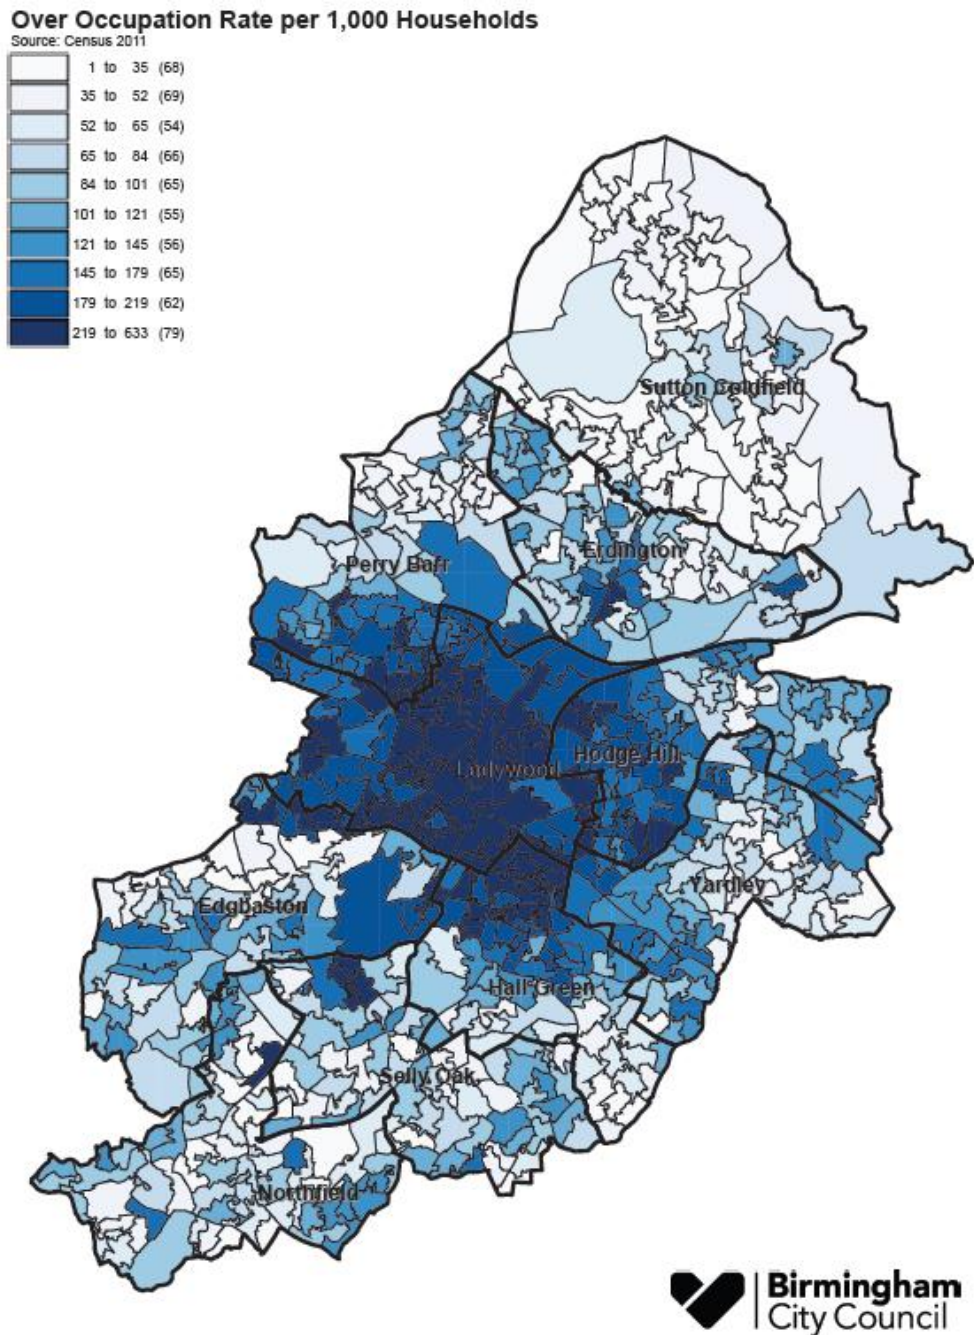 Over Occupation Rate per 1,000 Households
Source: Census 2011
1 to 35 (68)
35 to 52 (69)
52 to 65 (54)
65 to 84 (66)
84 to 101 (65)
101 to 121 (55)
121 to 145 (56)
145 to 179 (65)
179 to 219 (62)
219 to 633 (79)
Sutton Coldfield
Erdington
Perry Barr
Hodge Hill
Ladywood
Yardley
Edgbaston
Hall Green
Selly Oak
Northfield
Birmingham
City Council